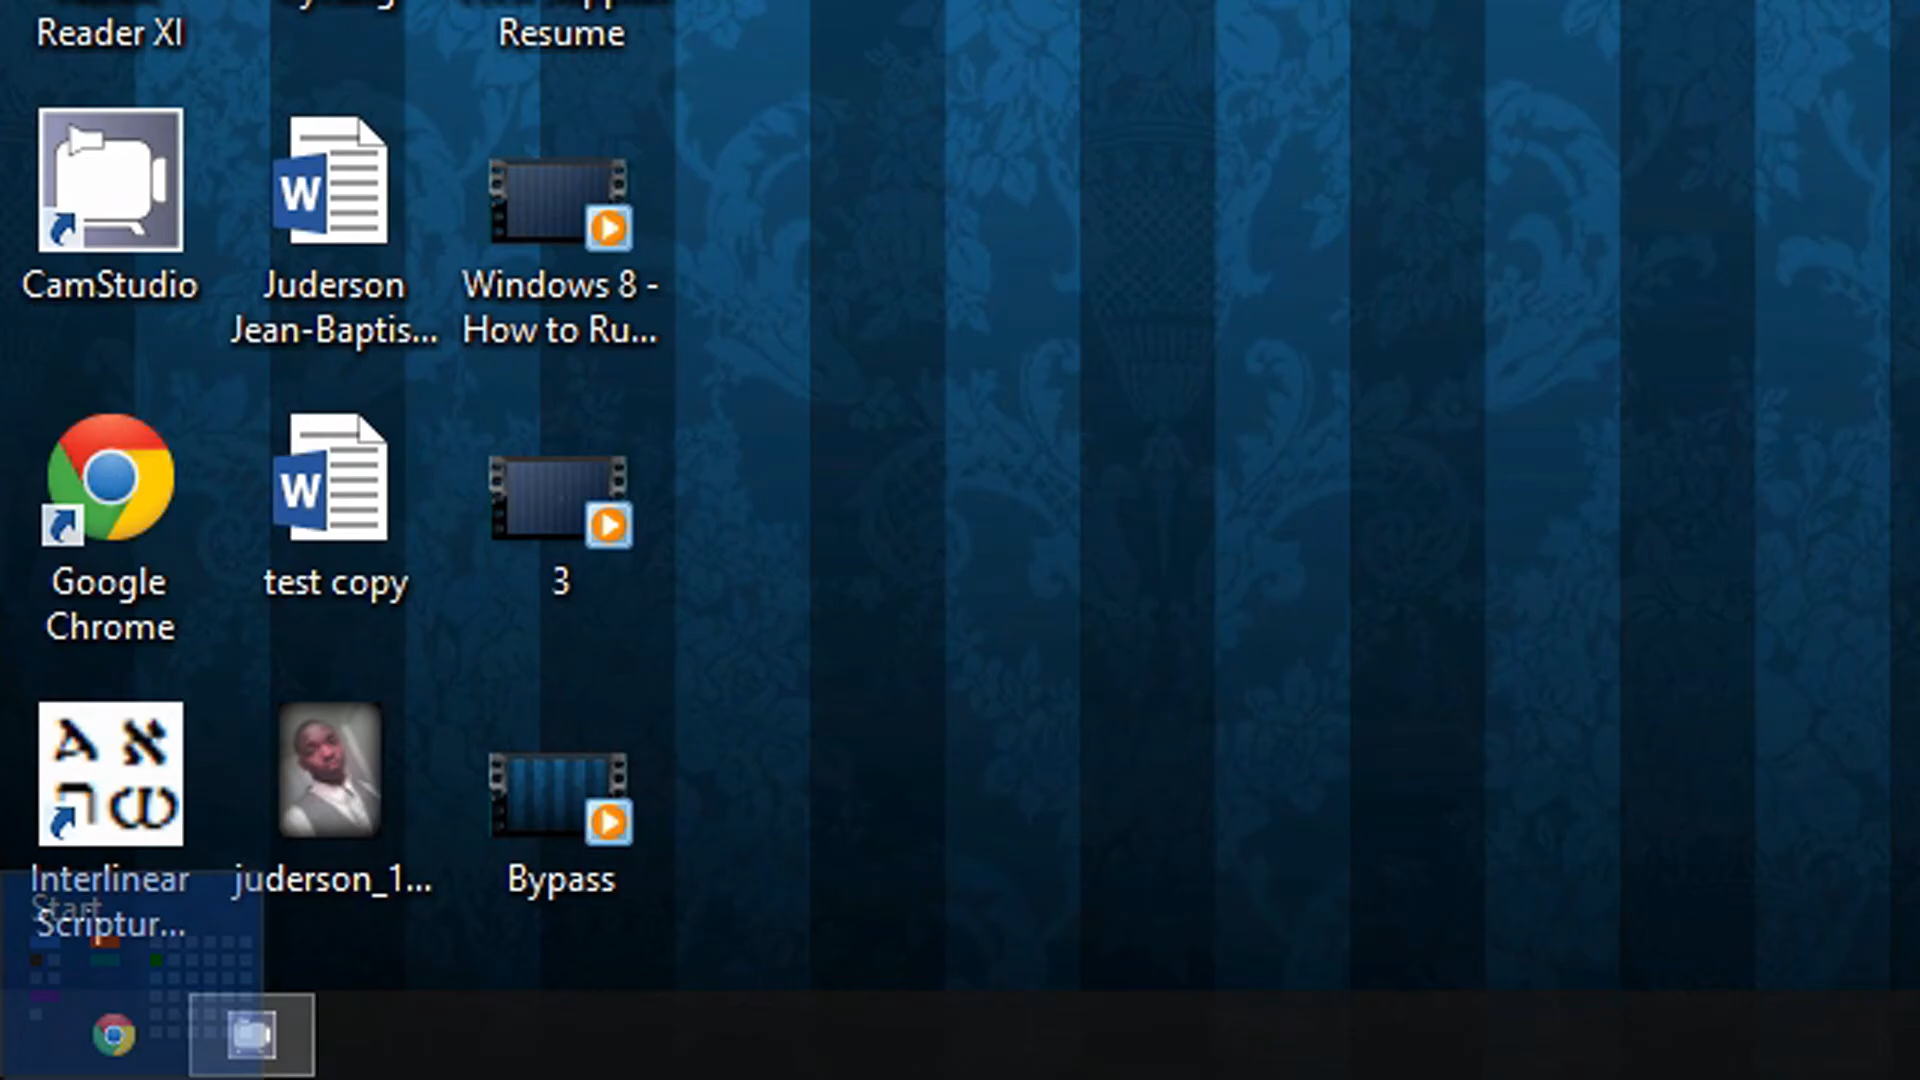 Reader XI
Resume
CamStudio
Juderson
Jean-Baptis...
Windows 8 -
How to Ru...
Google
Chrome
test copy
3
Interlinear
Scriptur...
juderson_1...
Bypass
Start
W
W
א
ה